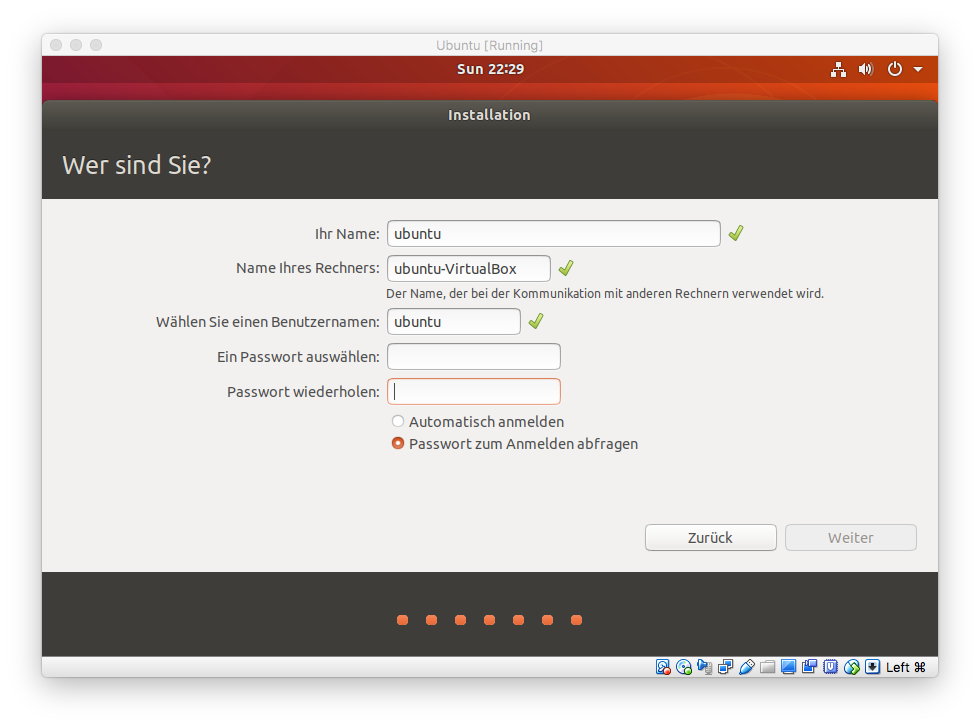 Ubuntu [Running]
Sun 22:29
Installation
Wer sind Sie?
Ihr Name: ubuntu
Name Ihres Rechners: ubuntu-VirtualBox
Der Name, der bei der Kommunikation mit anderen Rechnern verwendet wird.
Wählen Sie einen Benutzernamen: ubuntu
Ein Passwort auswählen:
Passwort wiederholen:
Automatisch anmelden
Passwort zum Anmelden abfragen
Zurück Weiter
Left ⌘